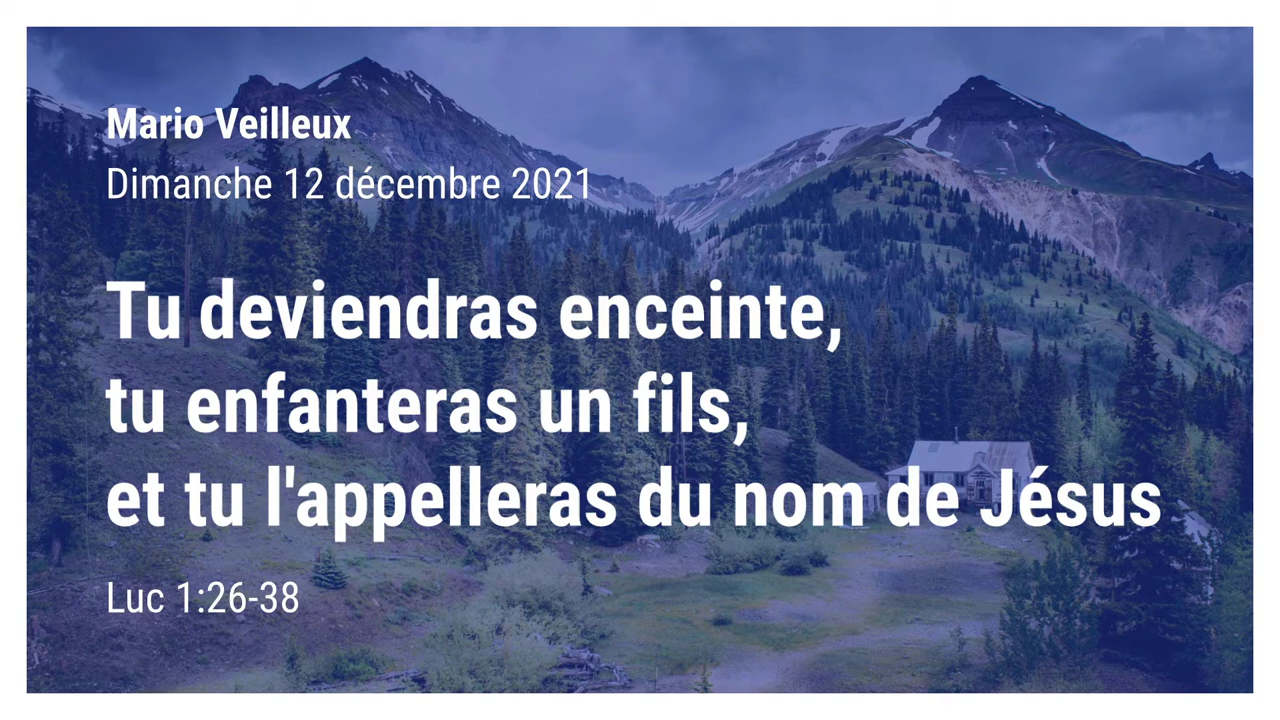 Mario Veilleux
Dimanche 12 décembre 2021
Tu deviendras enceinte,
tu enfanteras un fils,
et tu l'appelleras du nom de Jésus
Luc 1:26-38